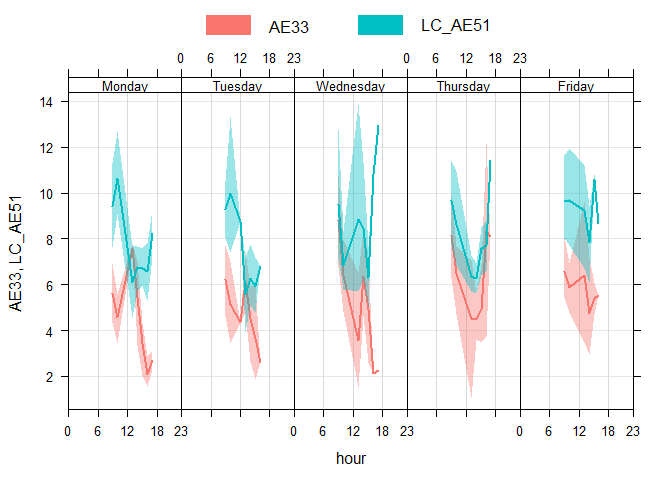 AE33 LC_AE51
0 6 12 18 23 0 6 12 18 23
Monday Tuesday Wednesday Thursday Friday
14
12
10
8
6
4
2
AE33, LC_AE51
0 6 12 18 23 0 6 12 18 23 0 6 12 18 23
hour